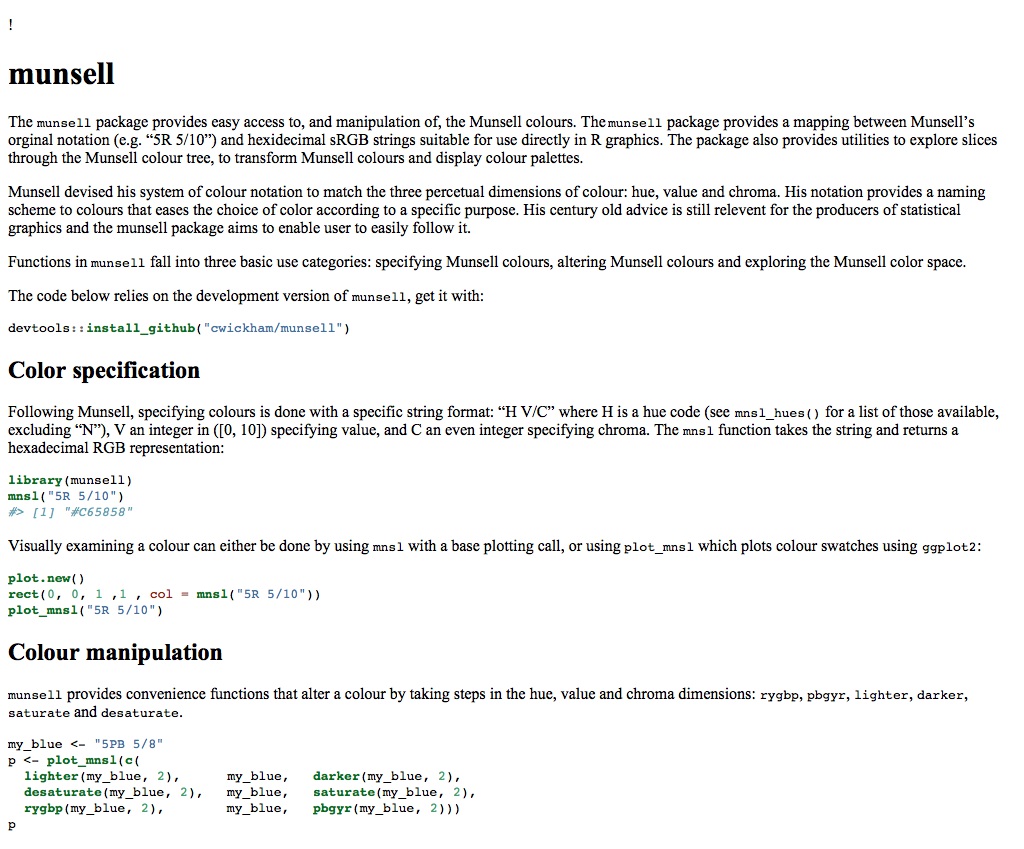 !
munsell
The munsell package provides easy access to, and manipulation of, the Munsell colours. The munsell package provides a mapping between Munsell’s
orginal notation (e.g. “5R 5/10”) and hexidecimal sRGB strings suitable for use directly in R graphics. The package also provides utilities to explore slices
through the Munsell colour tree, to transform Munsell colours and display colour palettes.
Munsell devised his system of colour notation to match the three percetual dimensions of colour: hue, value and chroma. His notation provides a naming
scheme to colours that eases the choice of color according to a specific purpose. His century old advice is still relevent for the producers of statistical
graphics and the munsell package aims to enable user to easily follow it.
Functions in munsell fall into three basic use categories: specifying Munsell colours, altering Munsell colours and exploring the Munsell color space.
The code below relies on the development version of munsell, get it with:
devtools::install_github("cwickham/munsell")
Color specification
Following Munsell, specifying colours is done with a specific string format: “H V/C” where H is a hue code (see mnsl_hues() for a list of those available,
excluding “N”), V an integer in ([0, 10]) specifying value, and C an even integer specifying chroma. The mnsl function takes the string and returns a
hexadecimal RGB representation:
library(munsell)
mnsl("5R 5/10")
#> [1] "#C65858"
Visually examining a colour can either be done by using mnsl with a base plotting call, or using plot_mnsl which plots colour swatches using ggplot2:
plot.new()
rect(0, 0, 1 ,1 , col = mnsl("5R 5/10"))
plot_mnsl("5R 5/10")
Colour manipulation
munsell provides convenience functions that alter a colour by taking steps in the hue, value and chroma dimensions: rygbp, pbgyr, lighter, darker,
saturate and desaturate.
my_blue <- "5PB 5/8"
p <- plot_mnsl(c(
  lighter(my_blue, 2),      my_blue,   darker(my_blue, 2),
  desaturate(my_blue, 2),   my_blue,   saturate(my_blue, 2),
  rygbp(my_blue, 2),        my_blue,   pbgyr(my_blue, 2)))
p